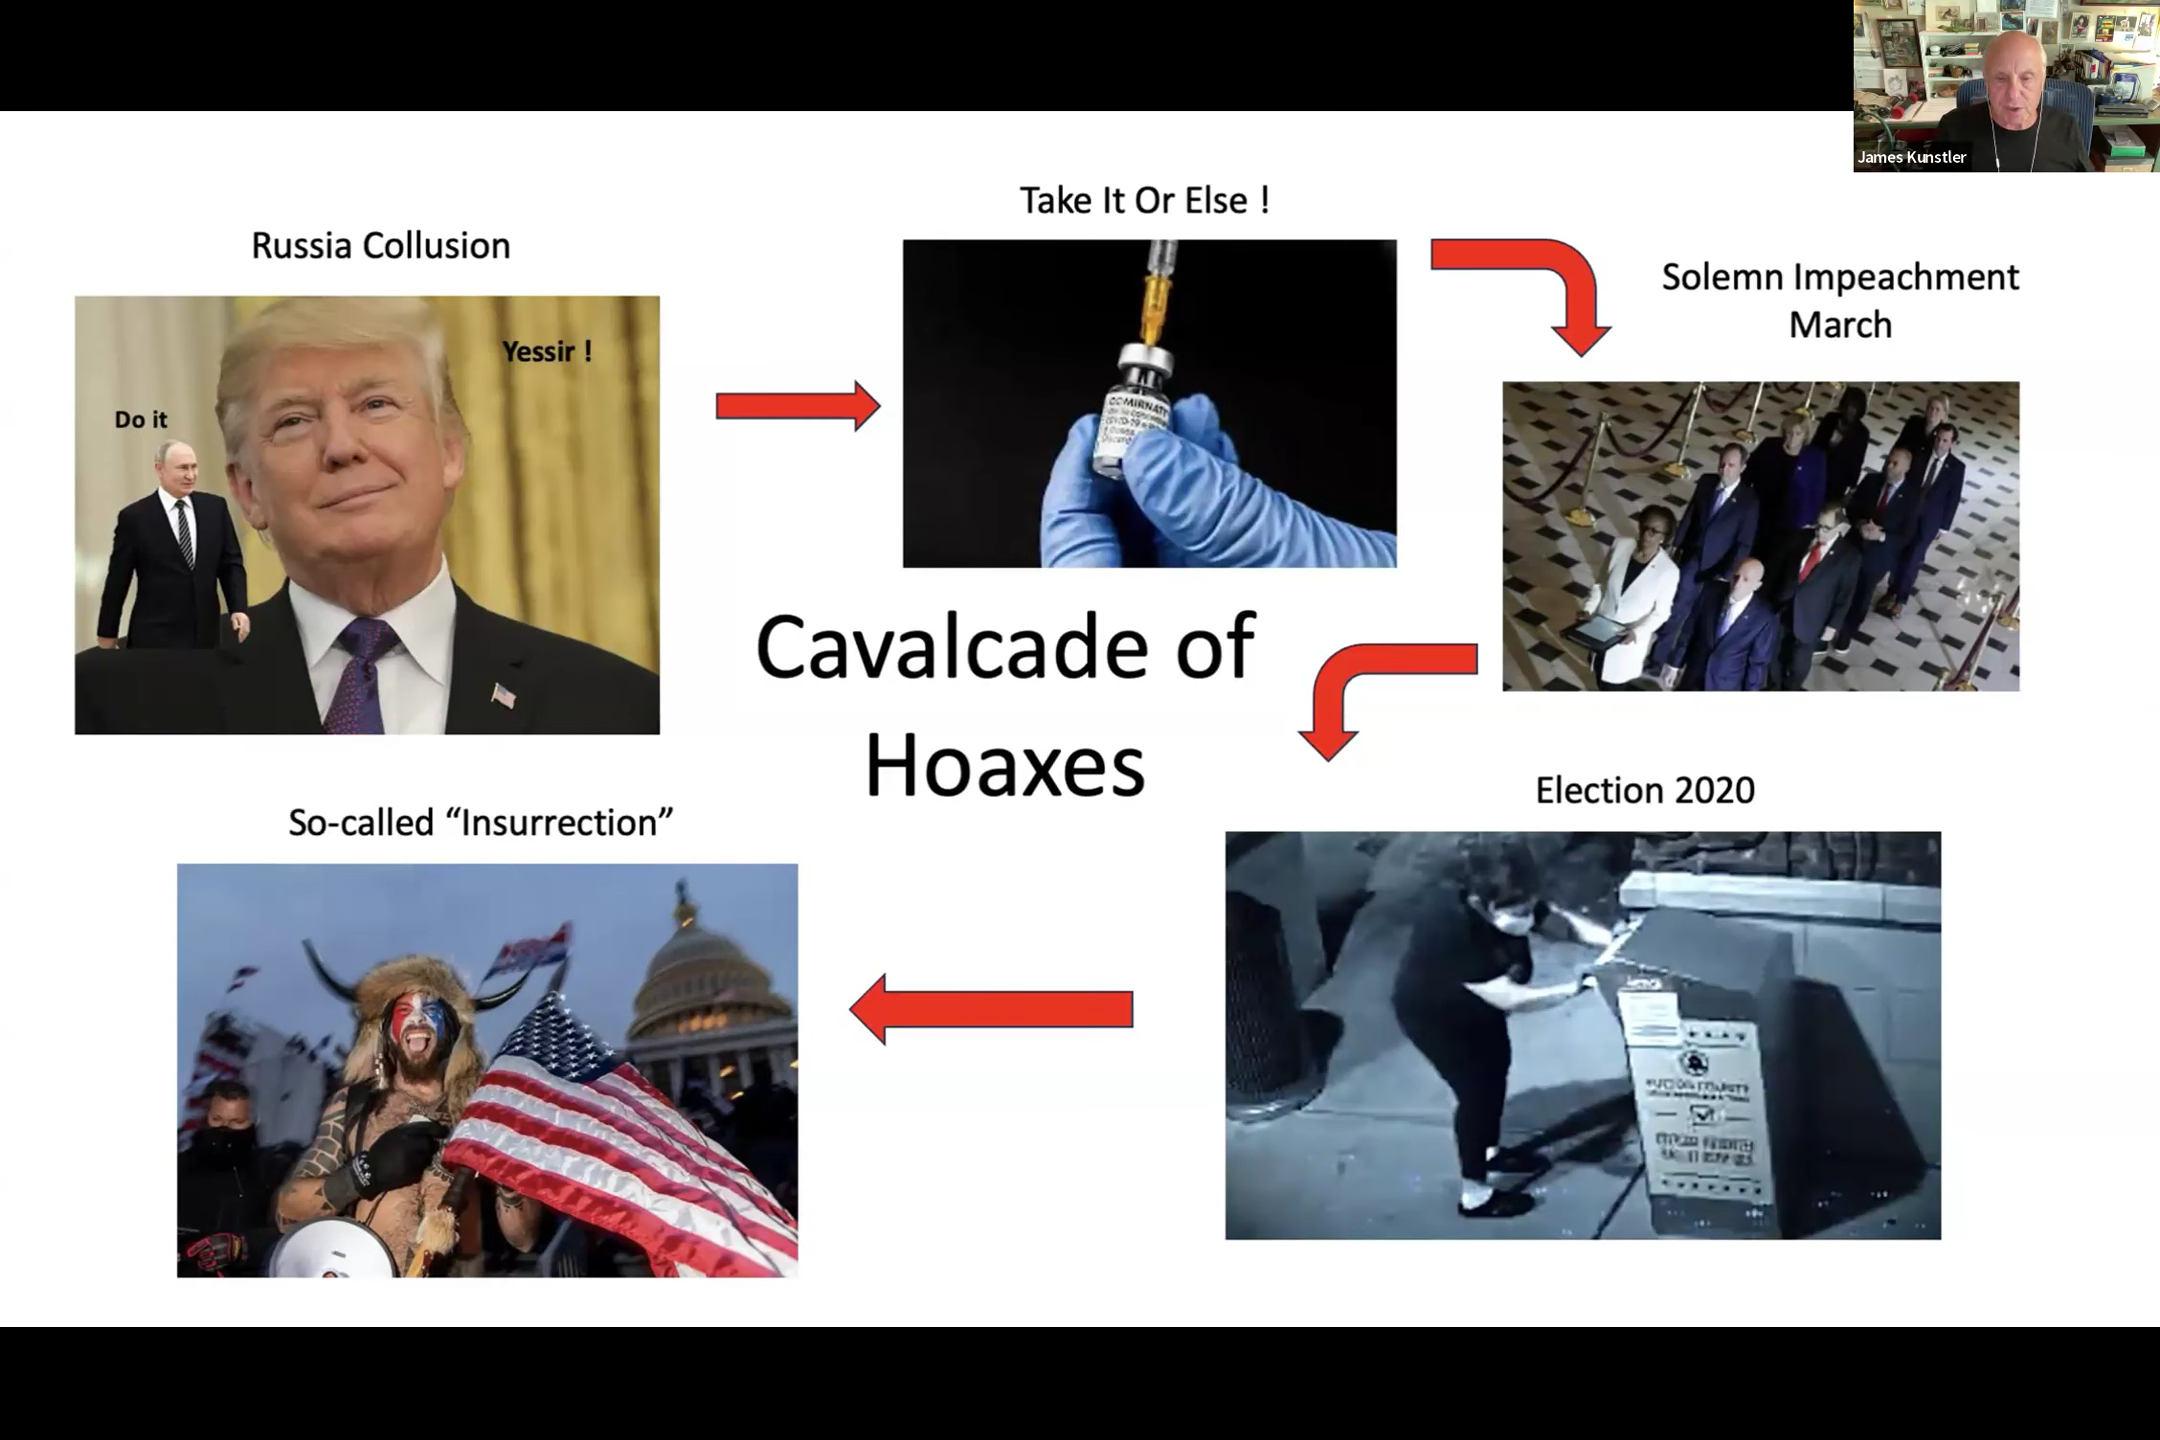 James Kunstler
Take It Or Else !
Russia Collusion
Solemn Impeachment
March
Yessir !
Do it
COMIRNATY
Cavalcade of
Hoaxes
Election 2020
So-called “Insurrection”